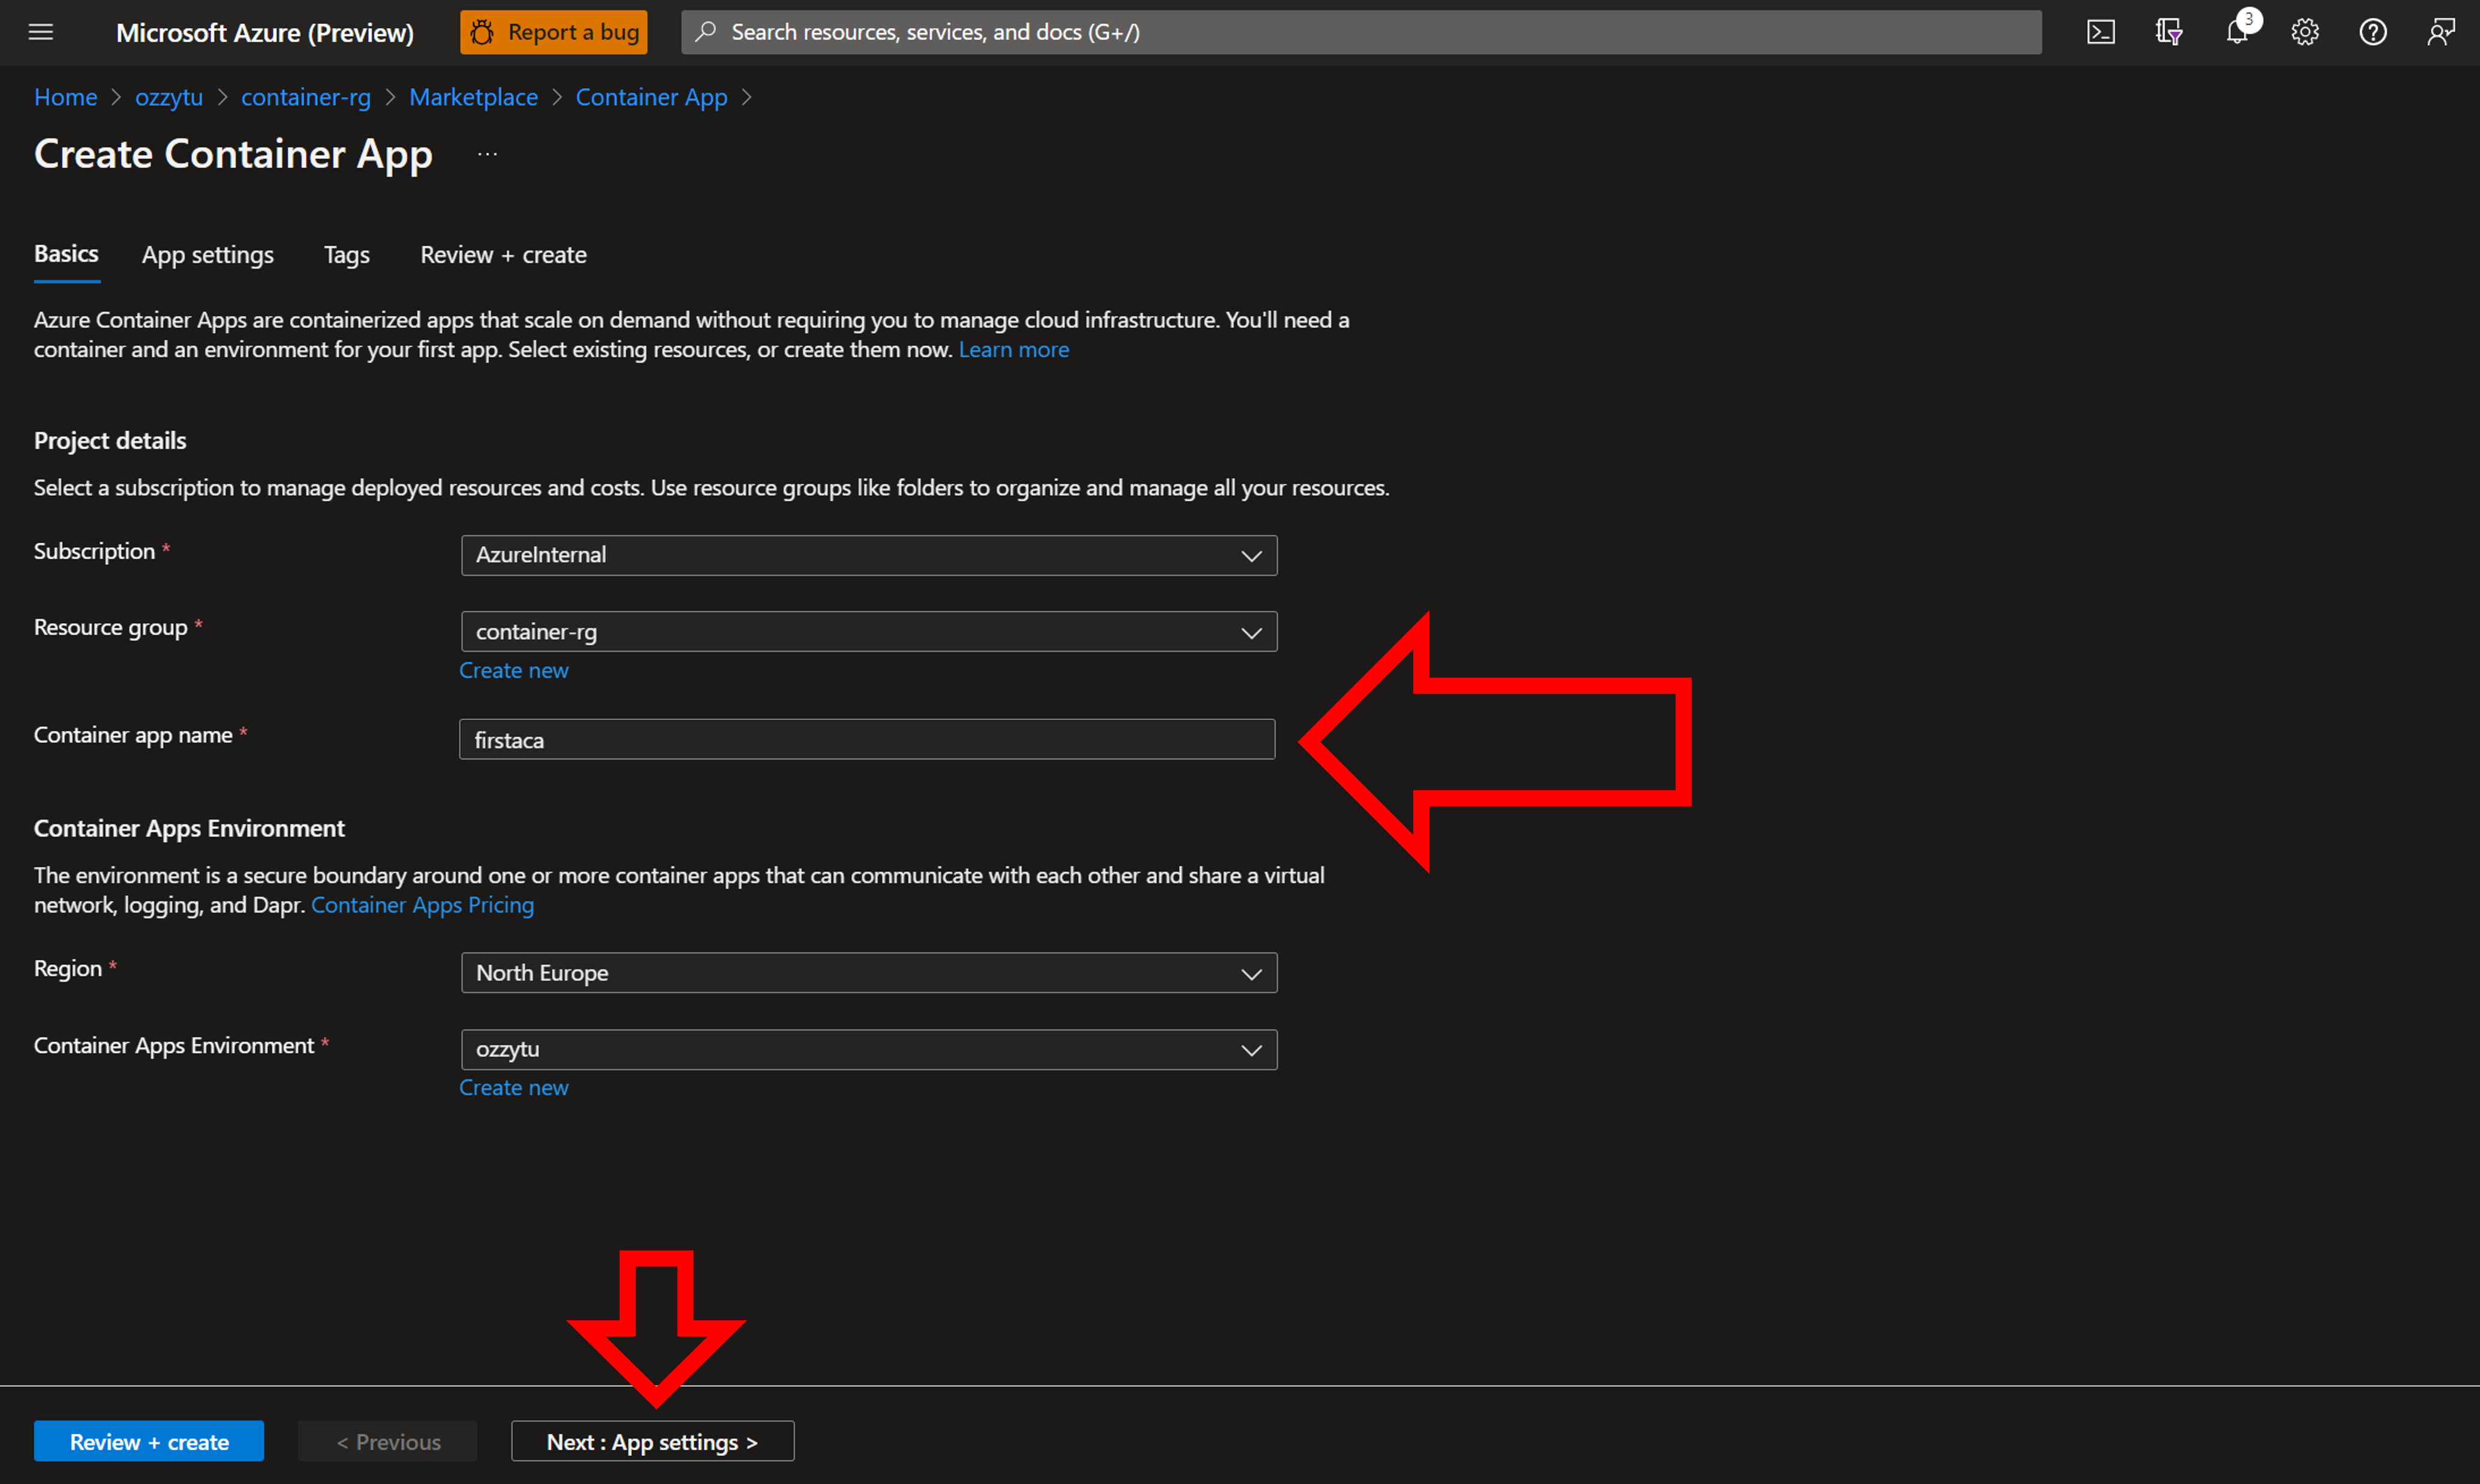 Microsoft Azure (Preview)
Report a bug
Search resources, services, and docs (G+/)
3
Home > ozzytu > container-rg > Marketplace > Container App >
Create Container App ...
Basics App settings Tags Review + create
Azure Container Apps are containerized apps that scale on demand without requiring you to manage cloud infrastructure. You'll need a
container and an environment for your first app. Select existing resources, or create them now. Learn more
Project details
Select a subscription to manage deployed resources and costs. Use resource groups like folders to organize and manage all your resources.
Subscription *
AzureInternal
Resource group *
container-rg
Create new
Container app name *
firstaca
Container Apps Environment
The environment is a secure boundary around one or more container apps that can communicate with each other and share a virtual
network, logging, and Dapr. Container Apps Pricing
Region *
North Europe
Container Apps Environment *
ozzytu
Create new
Review + create
< Previous
Next : App settings >